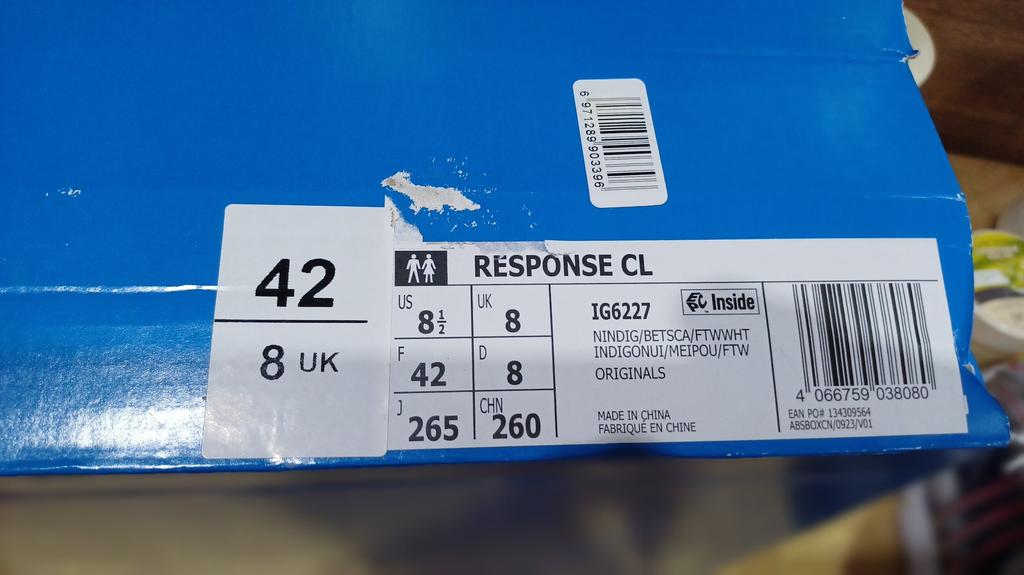 6 971289 903396
42
8 UK
RESPONSE CL
US
8 1/2
UK
8
F
42
D
8
J
265
CHN
260
IG6227
Inside
NINDIG/BETSCA/FTWWHT
INDIGONUI/MEIPOU/FTW
ORIGINALS
MADE IN CHINA
FABRIQUÉ EN CHINE
4 066759 038080
EAN PO# 134309564
ABSBOXCN/0923/V01